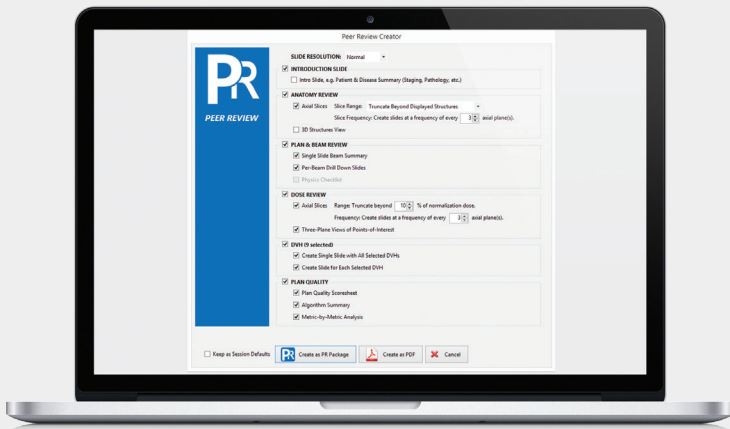 Peer Review Creator
PR
PEER REVIEW
SLIDE RESOLUTION: Normal
INTRODUCTION SLIDE
Intro Slide, e.g. Patient & Disease Summary (Staging, Pathology, etc.)
ANATOMY REVIEW
Axial Slices Slice Range: Truncate Beyond Displayed Structures
Slice Frequency: Create slides at a frequency of every 3 axial plane(s).
3D Structures View
PLAN & BEAM REVIEW
Single Slide Beam Summary
Per-Beam Drill Down Slides
Physics Checklist
DOSE REVIEW
Axial Slices Range: Truncate beyond 10 % of normalization dose.
Frequency: Create slides at a frequency of every 3 axial plane(s).
Three-Plane Views of Points-of-Interest
DVH (9 selected)
Create Single Slide with All Selected DVHs
Create Slide for Each Selected DVH
PLAN QUALITY
Plan Quality Scoresheet
Algorithm Summary
Metric-by-Metric Analysis
Keep as Session Defaults PR Create as PR Package Create as PDF Cancel